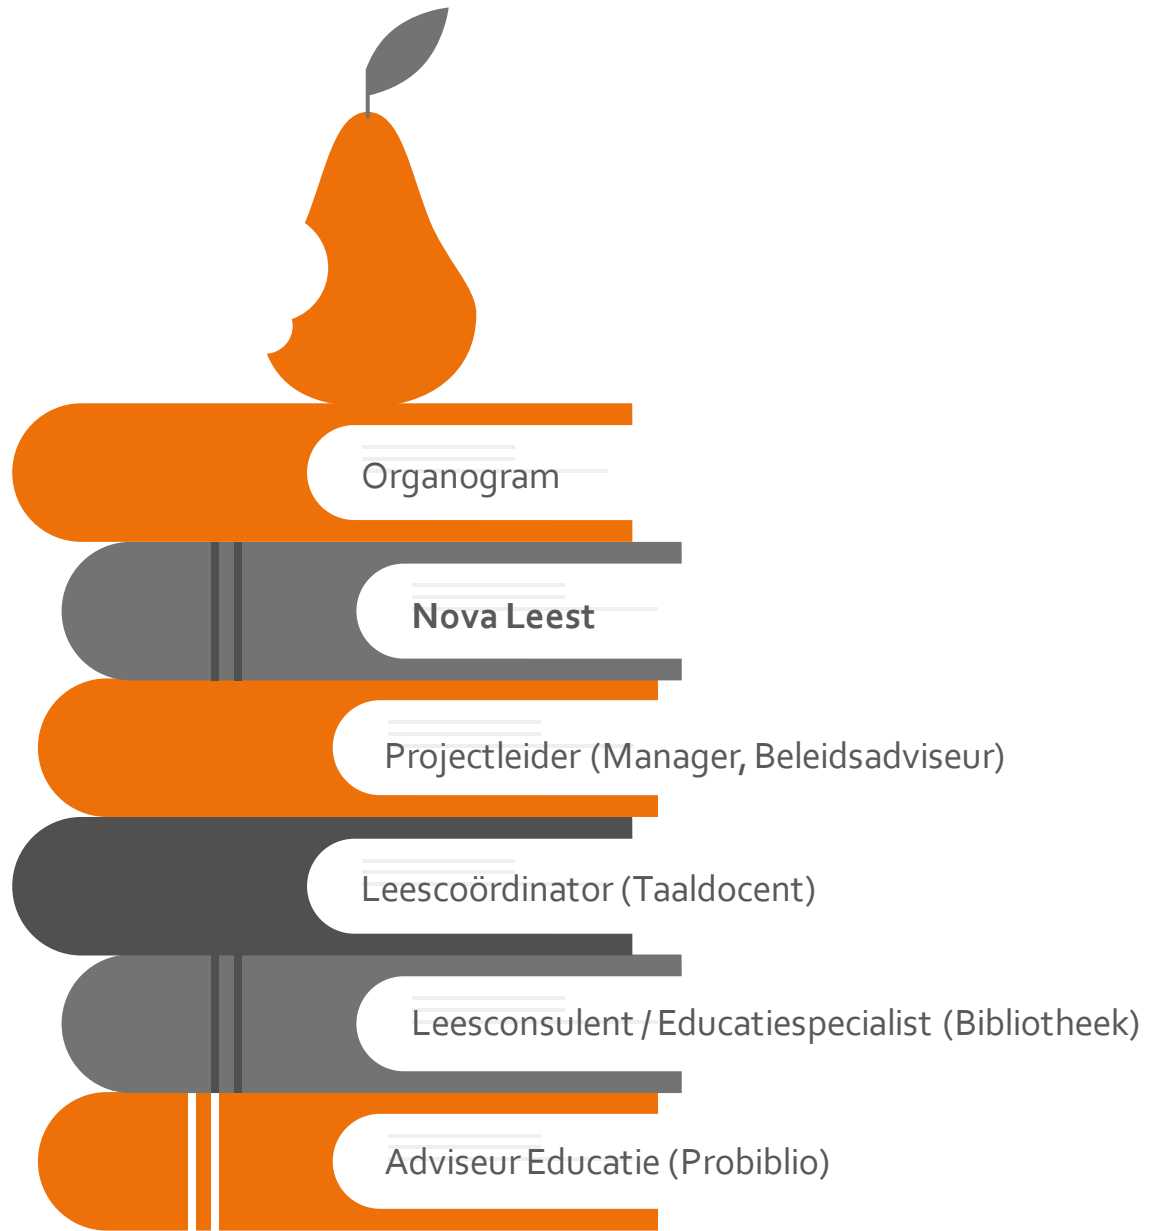 Organogram
Nova Leest
Projectleider (Manager, Beleidsadviseur)
Leescoördinator (Taaldocent)
Leesconsulent / Educatiespecialist (Bibliotheek)
Adviseur Educatie (Probiblio)